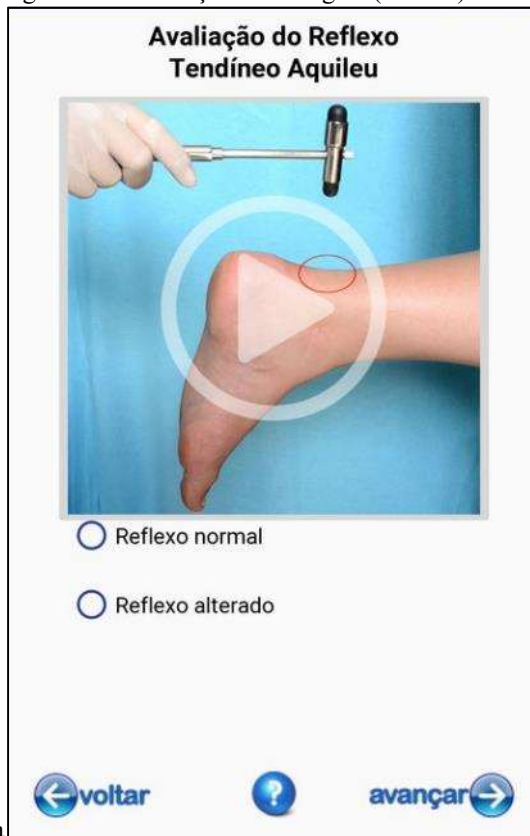 Avaliação do Reflexo
Tendíneo Aquileu
Reflexo normal
Reflexo alterado
voltar
?
avançar